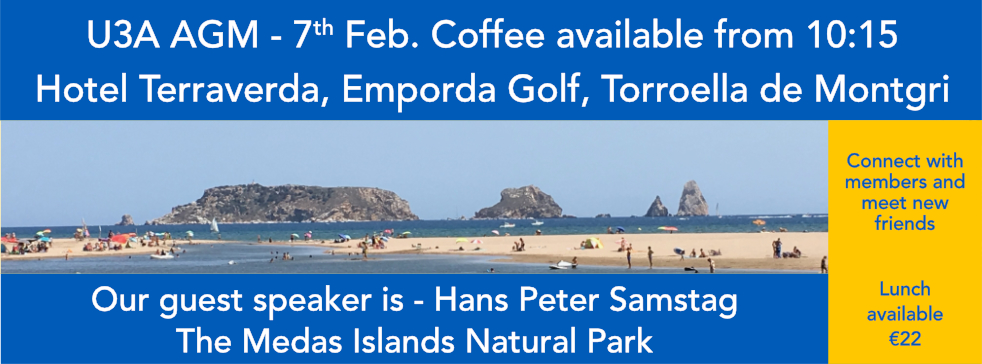 U3A AGM - 7th Feb. Coffee available from 10:15
Hotel Terraverda, Emporda Golf, Torroella de Montgri
Connect with
members and
meet new
friends
Lunch
available
€22
Our guest speaker is - Hans Peter Samstag
The Medas Islands Natural Park